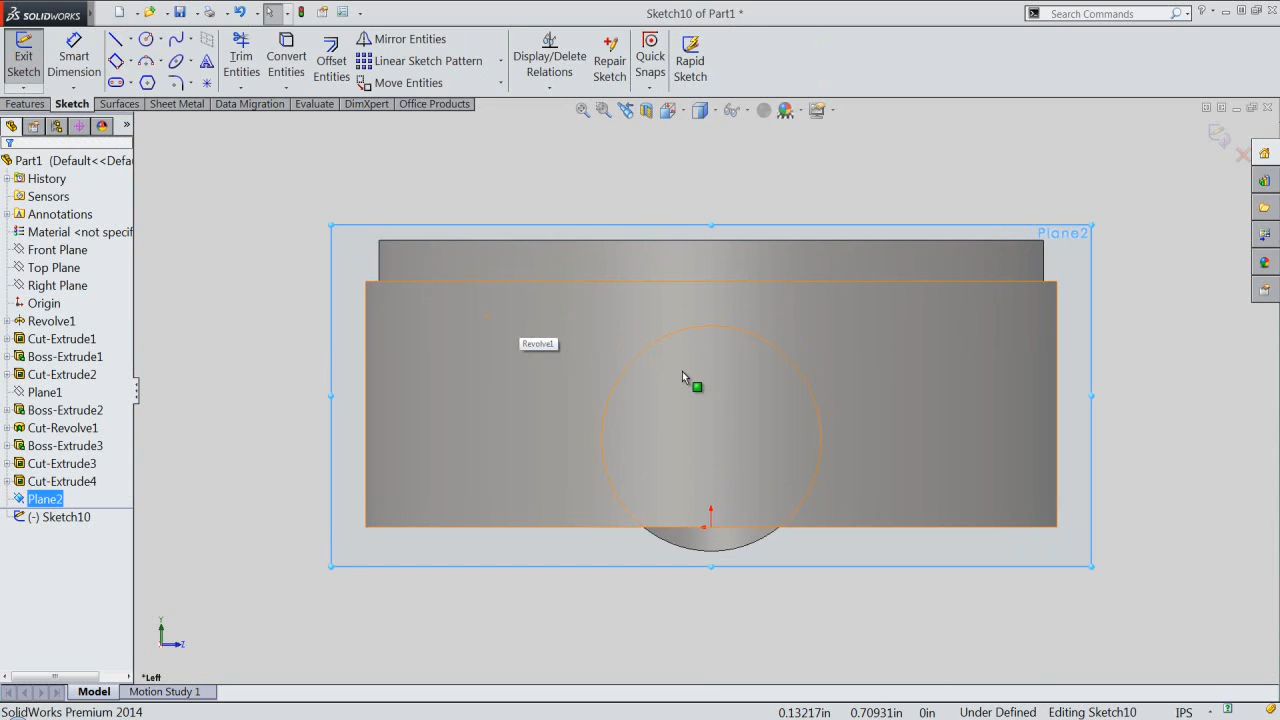 SOLIDWORKS
Sketch10 of Part1 *
Search Commands
Exit Sketch
Smart Dimension
Trim Entities
Convert Entities
Offset Entities
Mirror Entities
Linear Sketch Pattern
Move Entities
Display/Delete Relations
Repair Sketch
Quick Snaps
Rapid Sketch
Features
Sketch
Surfaces
Sheet Metal
Data Migration
Evaluate
DimXpert
Office Products
Part1 (Default<<Defa
History
Sensors
Annotations
Material <not specif
Front Plane
Top Plane
Right Plane
Origin
Revolve1
Cut-Extrude1
Boss-Extrude1
Cut-Extrude2
Plane1
Boss-Extrude2
Cut-Revolve1
Boss-Extrude3
Cut-Extrude3
Cut-Extrude4
Plane2
(-) Sketch10
Plane2
Revolve1
Y
Z
*Left
Model
Motion Study 1
SolidWorks Premium 2014
0.13217in
0.70931in
0in
Under Defined
Editing Sketch10
IPS